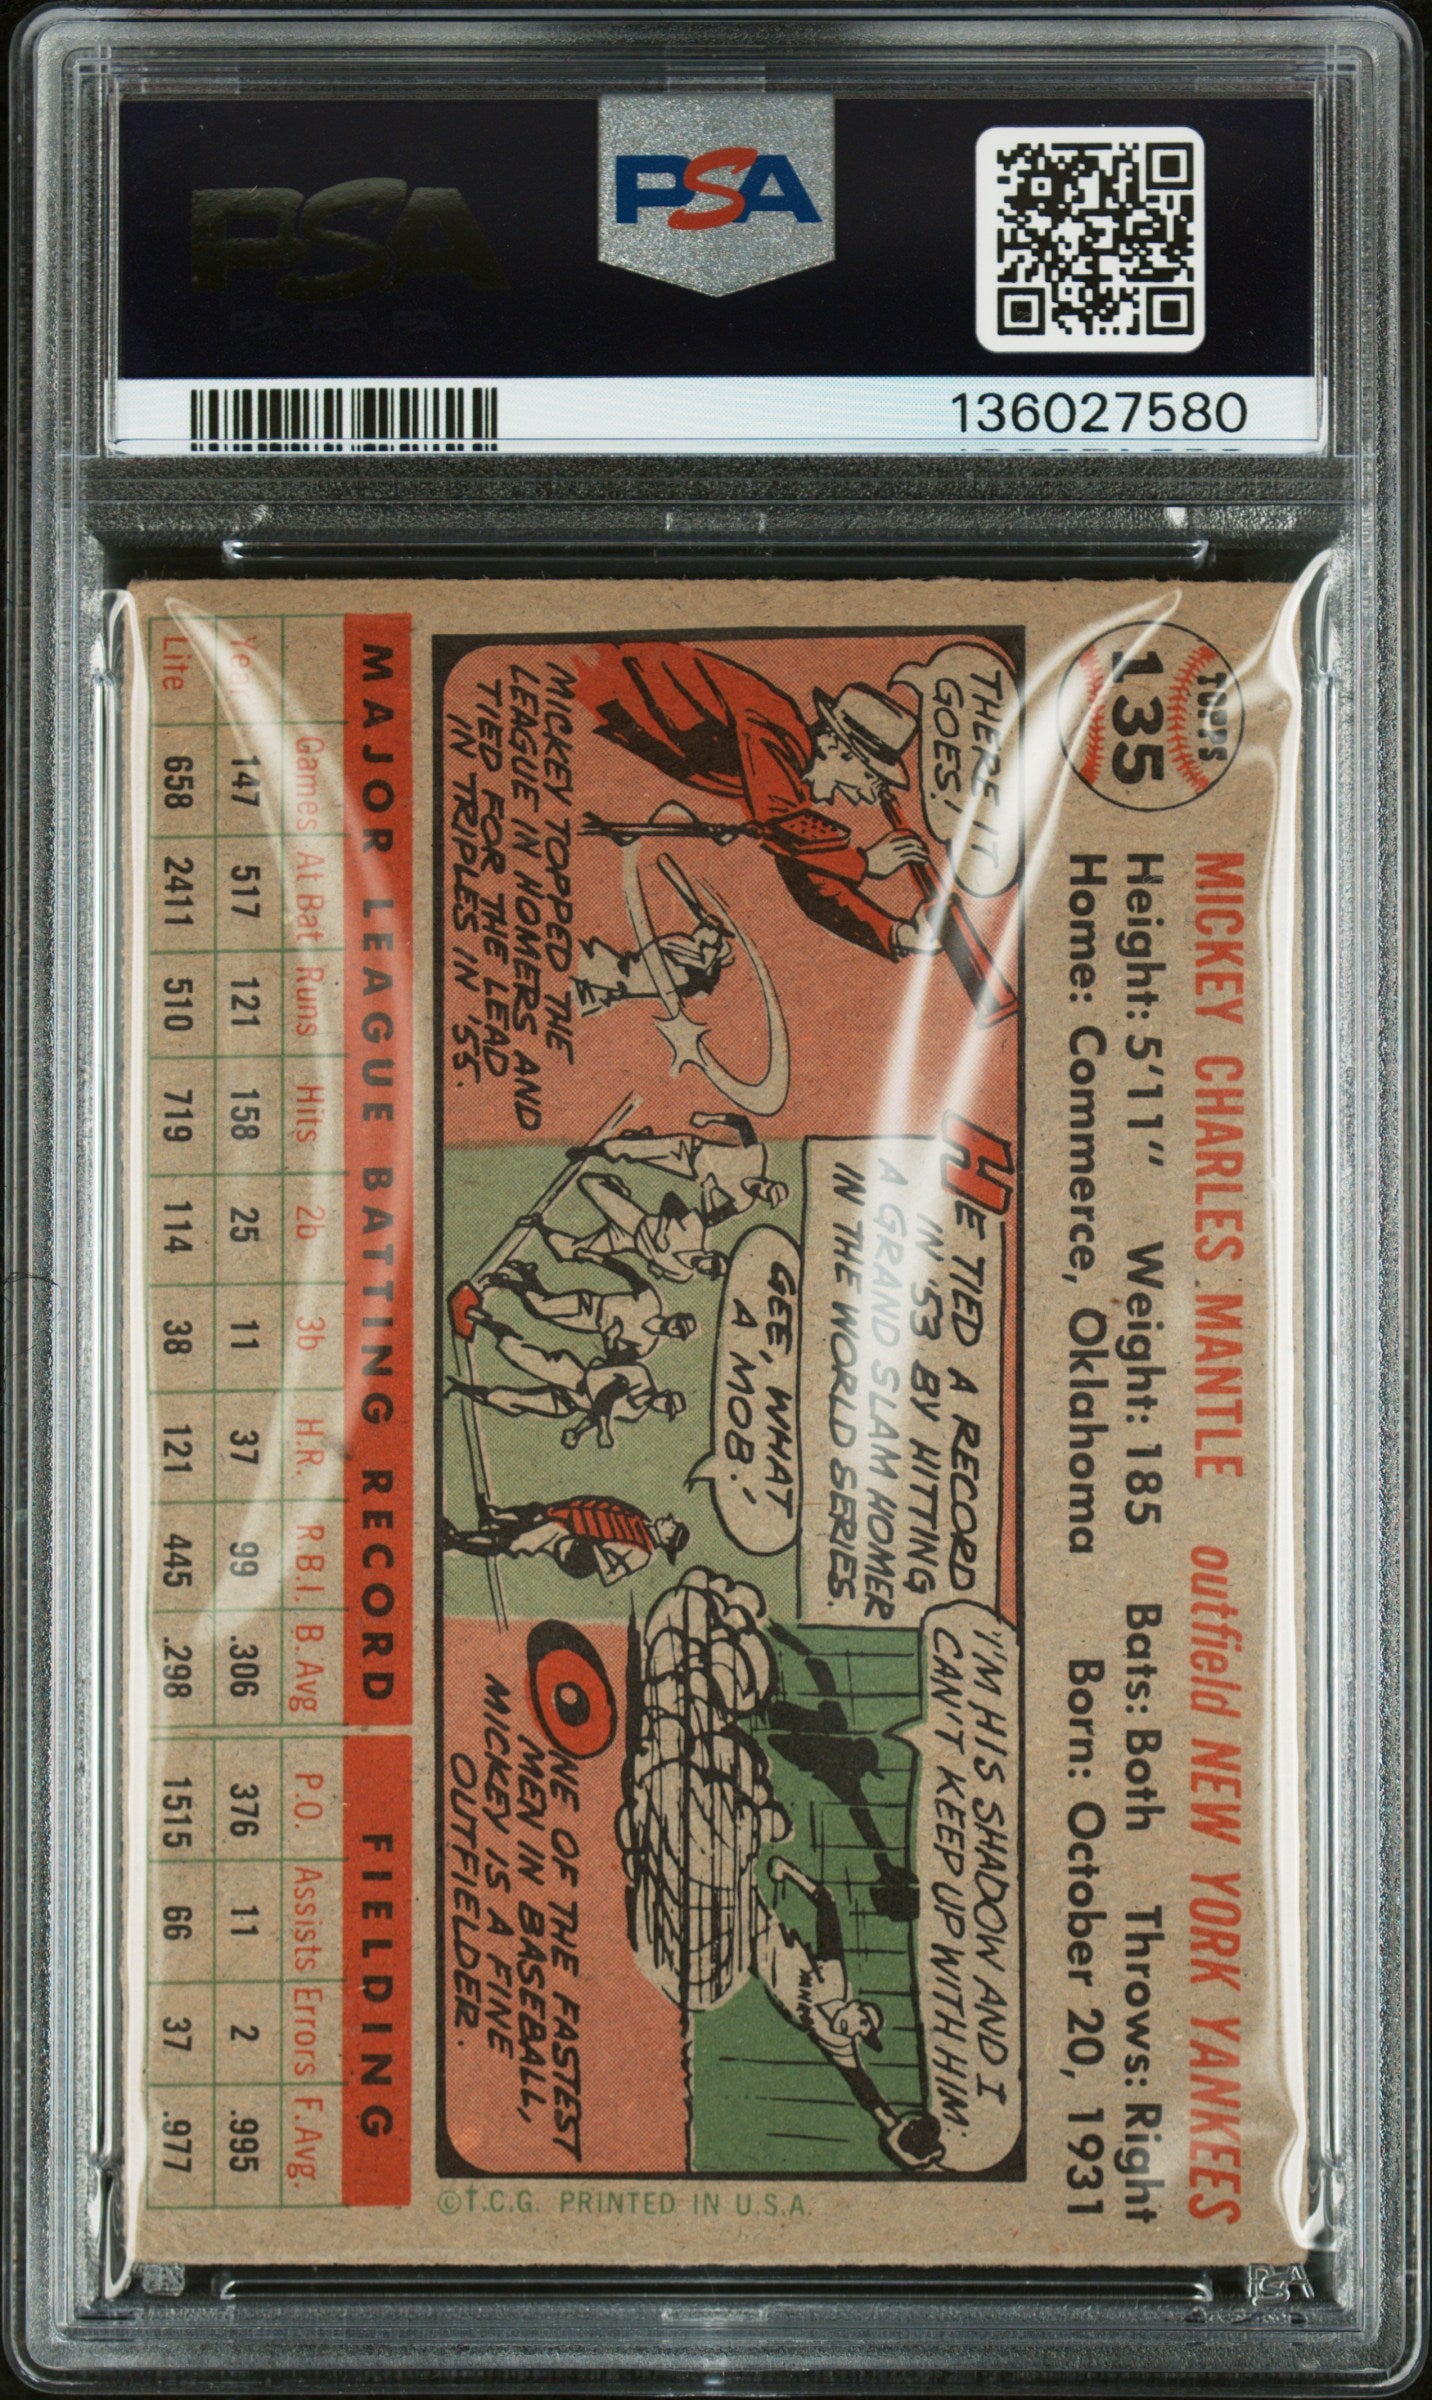 PSA
PSA
PSA PSA PSA
136027580
TOPPS
135
MICKEY CHARLES MANTLE outfield NEW YORK YANKEES
Height: 5'11" Weight: 185 Bats: Both Throws: Right
Home: Commerce, Oklahoma Born: October 20, 1931
THERE IT
GOES!
MICKEY TOPPED THE
LEAGUE IN HOMERS AND
TIED FOR THE LEAD
IN TRIPLES IN '55.
HE TIED A RECORD
IN '53 BY HITTING
A GRAND SLAM HOMER
IN THE WORLD SERIES.
GEE, WHAT
A MOB!
I'M HIS SHADOW AND I
CAN'T KEEP UP WITH HIM.
ONE OF THE FASTEST
MEN IN BASEBALL,
MICKEY IS A FINE
OUTFIELDER.
MAJOR LEAGUE BATTING RECORD FIELDING
Games At Bat Runs Hits 2b 3b H.R. R.B.I. B.Avg P.O. Assists Errors F.Avg.
Year 147 517 121 158 25 11 37 99 .306 376 11 2 .995
Life 658 2411 510 719 114 38 121 445 .298 1515 66 37 .977
©T.C.G. PRINTED IN U.S.A.
PSA